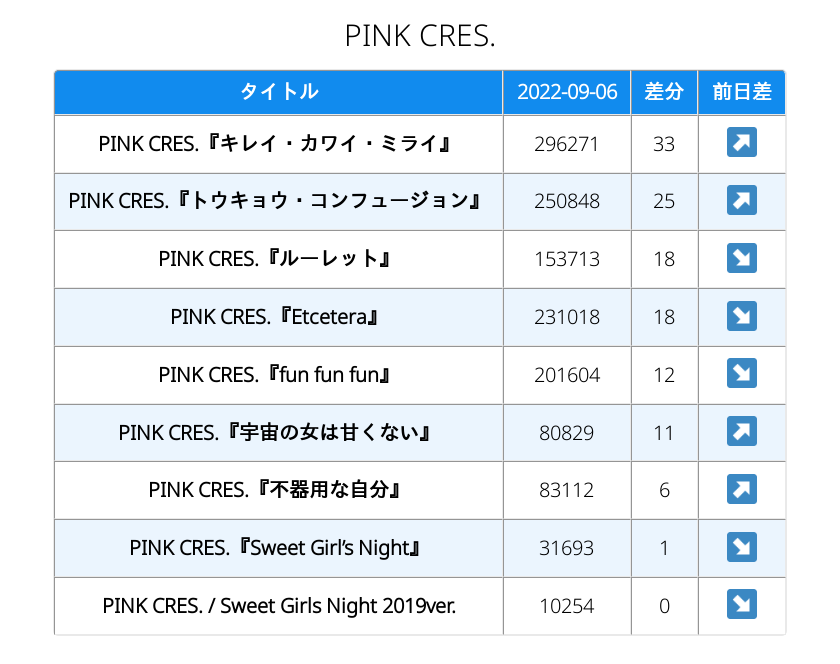 PINK CRES.
タイトル 2022-09-06 差分 前日差
PINK CRES.『キレイ・カワイ・ミライ』 296271 33 ↗
PINK CRES.『トウキョウ・コンフュージョン』 250848 25 ↗
PINK CRES.『ルーレット』 153713 18 ↘
PINK CRES.『Etcetera』 231018 18 ↘
PINK CRES.『fun fun fun』 201604 12 ↘
PINK CRES.『宇宙の女は甘くない』 80829 11 ↗
PINK CRES.『不器用な自分』 83112 6 ↗
PINK CRES.『Sweet Girl’s Night』 31693 1 ↘
PINK CRES. / Sweet Girls Night 2019ver. 10254 0 ↘